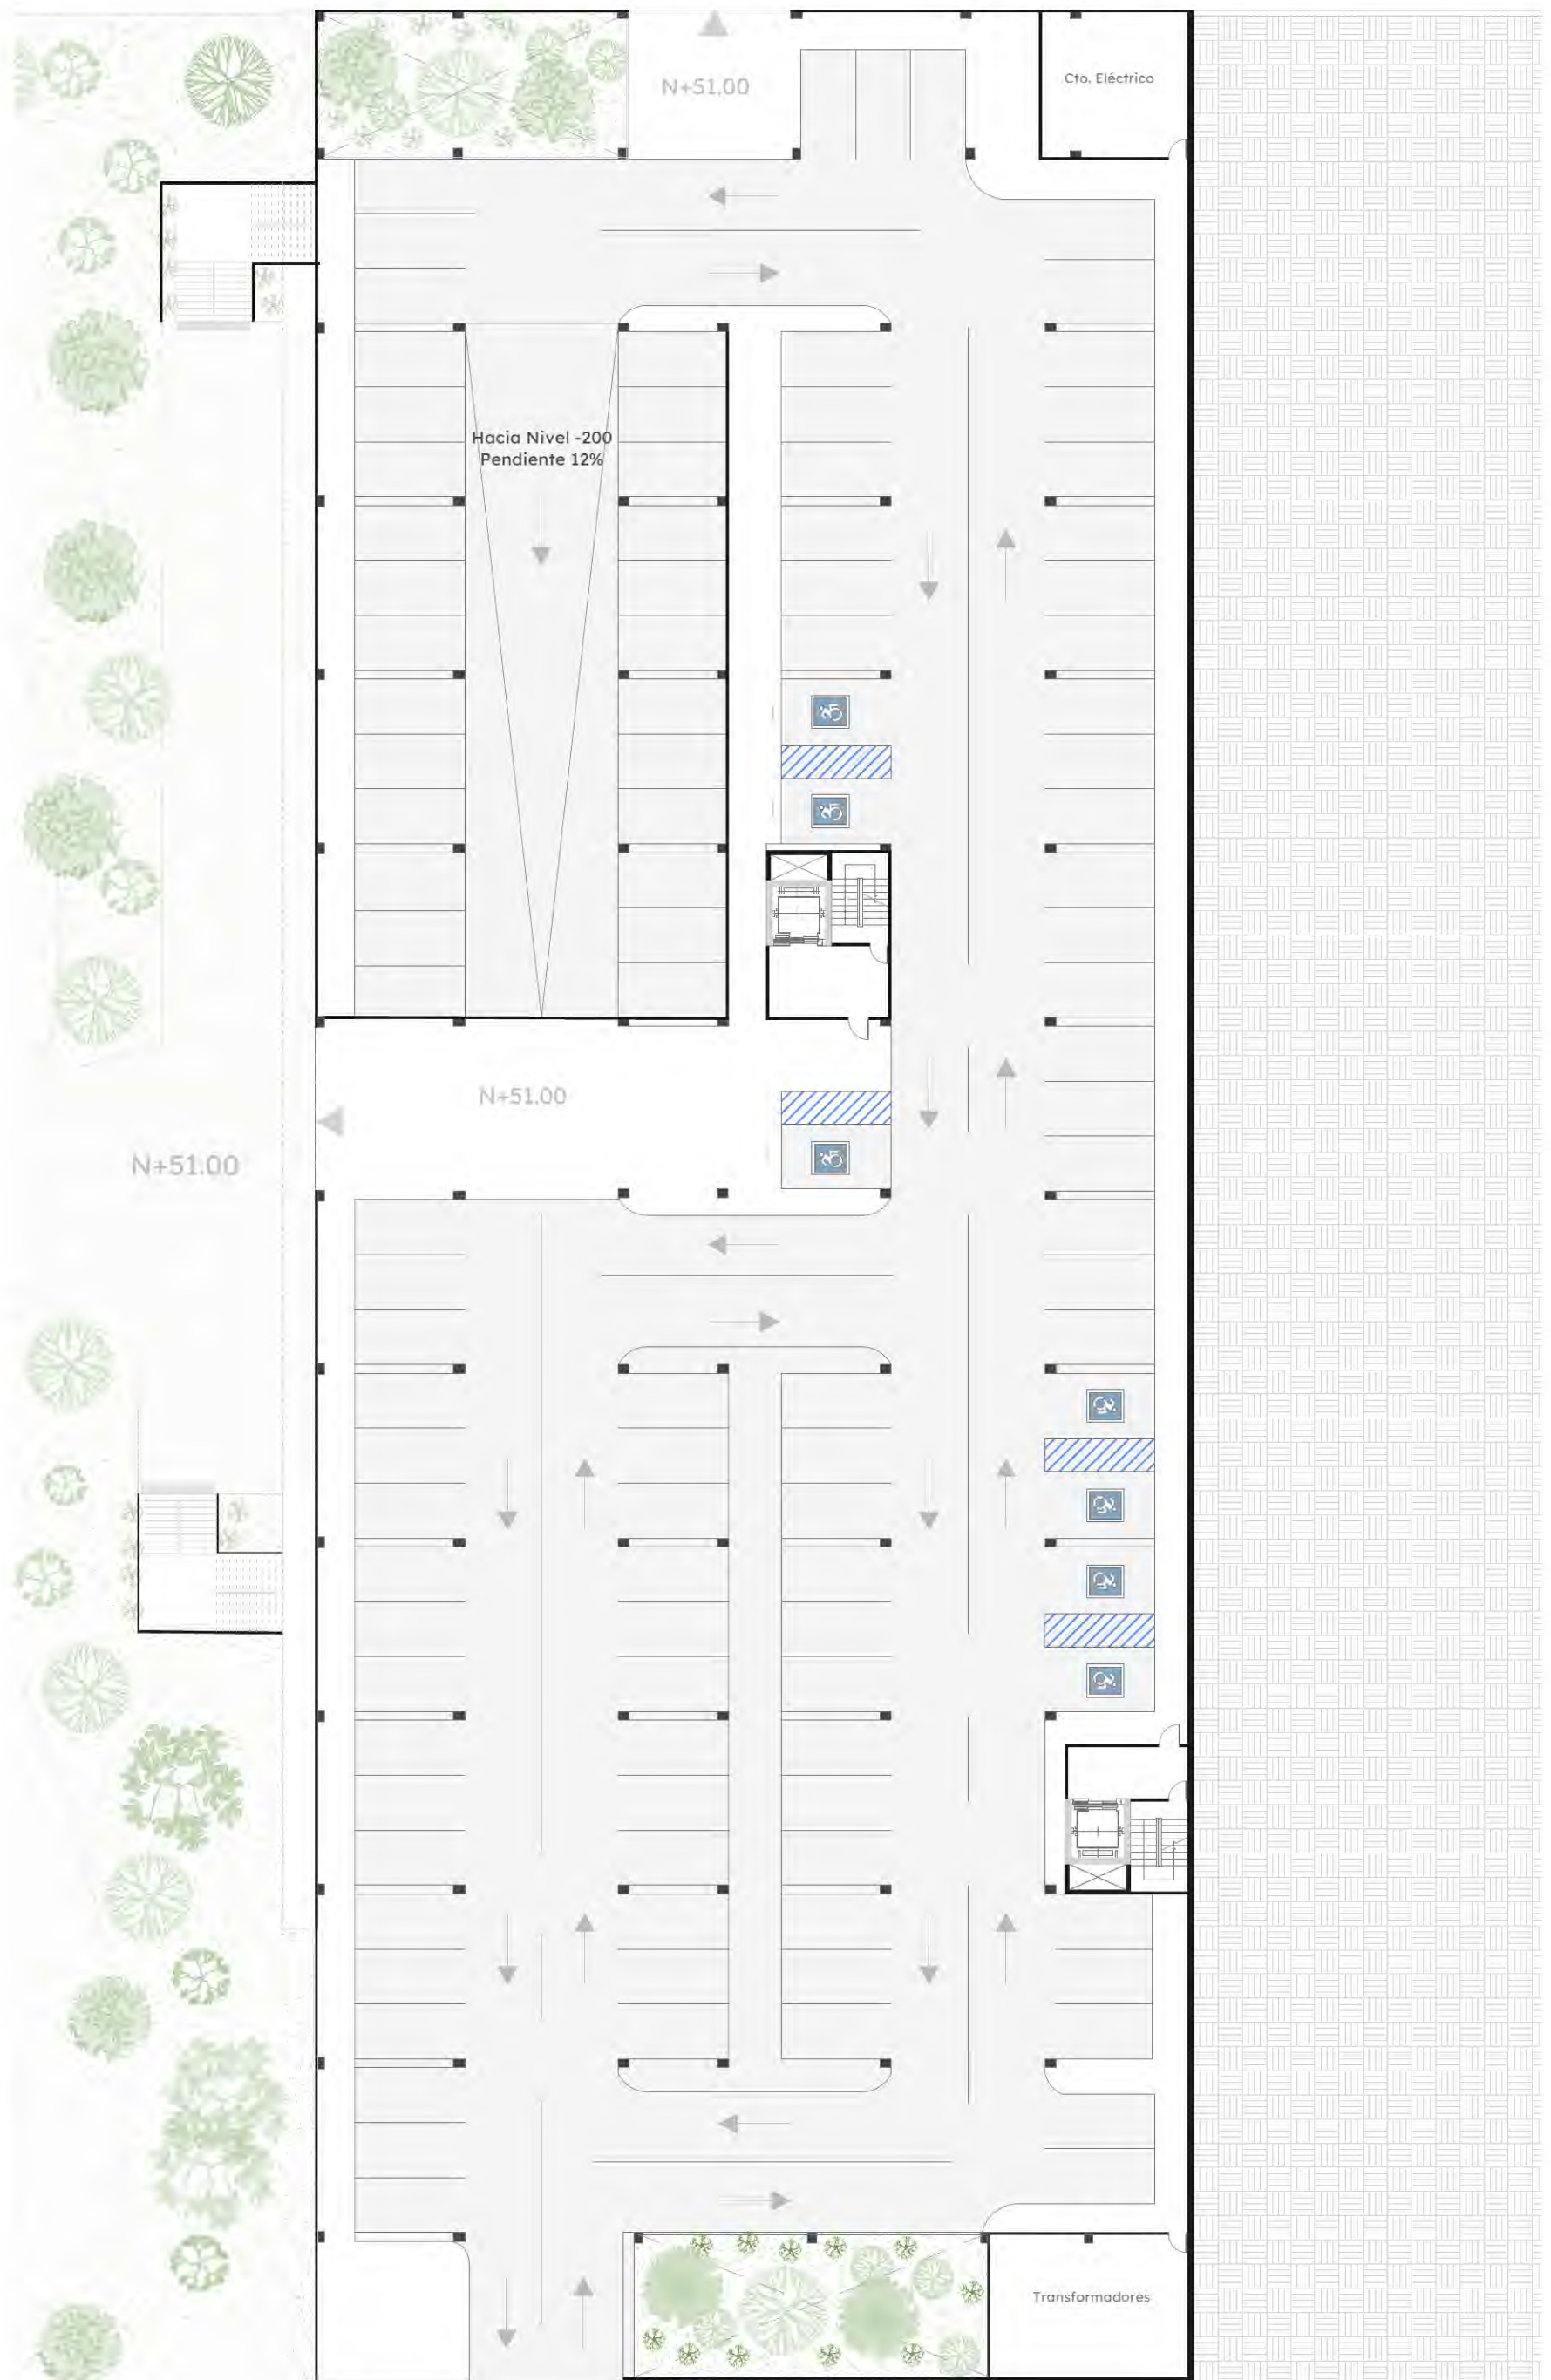 Cto. Eléctrico
N+51.00
Hacia Nivel -200
Pendiente 12%
N+51.00
N+51.00
Transformadores